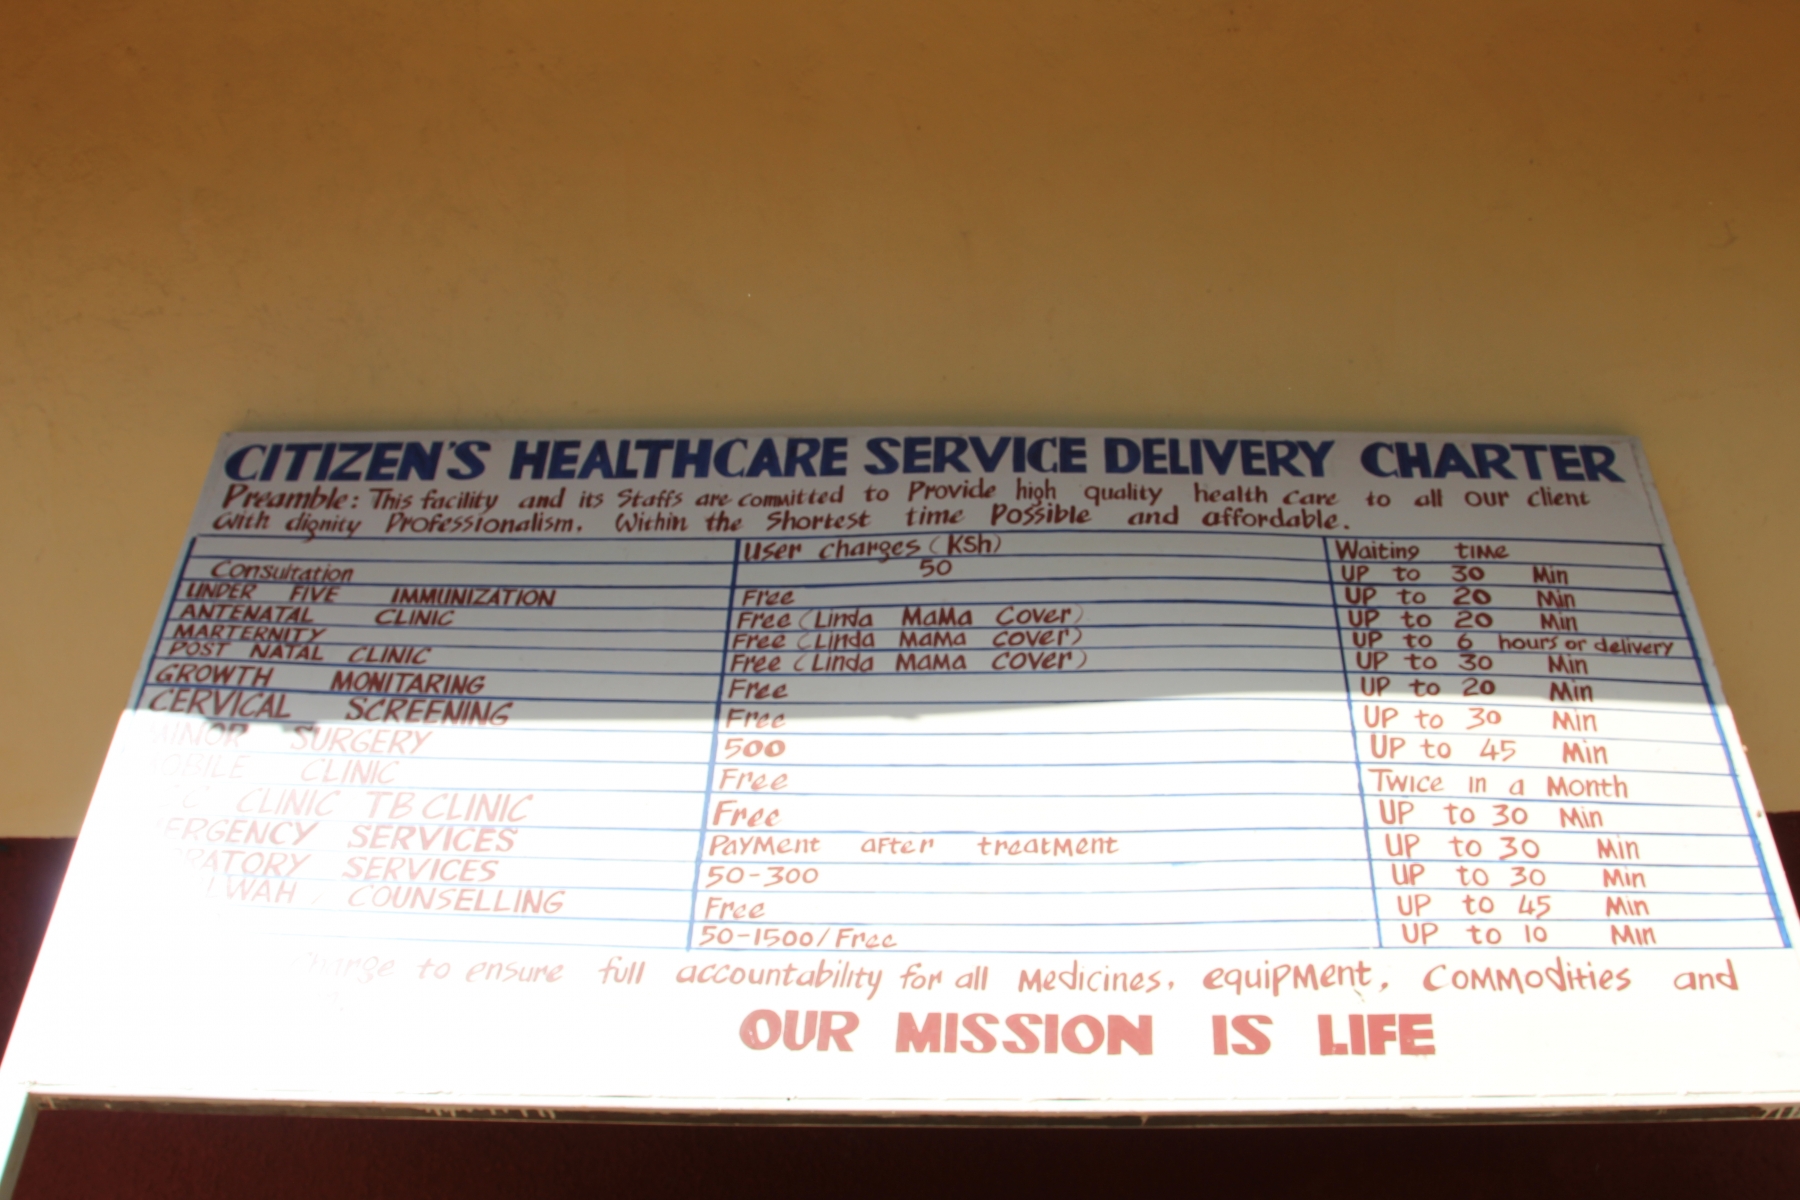 CITIZEN'S HEALTHCARE SERVICE DELIVERY CHARTER
Preamble: This facility and its Staffs are committed to Provide high quality health care to all our client
with dignity Professionalism. Within the Shortest time Possible and affordable.
User charges (KSh) Waiting time
Consultation 50 UP to 30 Min
UNDER FIVE IMMUNIZATION Free UP to 20 Min
ANTENATAL CLINIC Free (Linda MaMa Cover) UP to 20 Min
MARTERNITY Free (Linda MaMa cover) UP to 6 hours or delivery
POST NATAL CLINIC Free (Linda MaMa cover) UP to 30 Min
GROWTH MONITARING Free UP to 20 Min
CERVICAL SCREENING Free UP to 30 Min
MINOR SURGERY 500 UP to 45 Min
MOBILE CLINIC Free Twice in a Month
CLINIC TB CLINIC Free UP to 30 Min
SERVICES PayMent after treatMent UP to 30 Min
SERVICES 50-300 UP to 30 Min
WAH COUNSELLING Free UP to 45 Min
50-1500/Free UP to 10 Min
charge to ensure full accountability for all Medicines, equipMent, CoMModities and
OUR MISSION IS LIFE